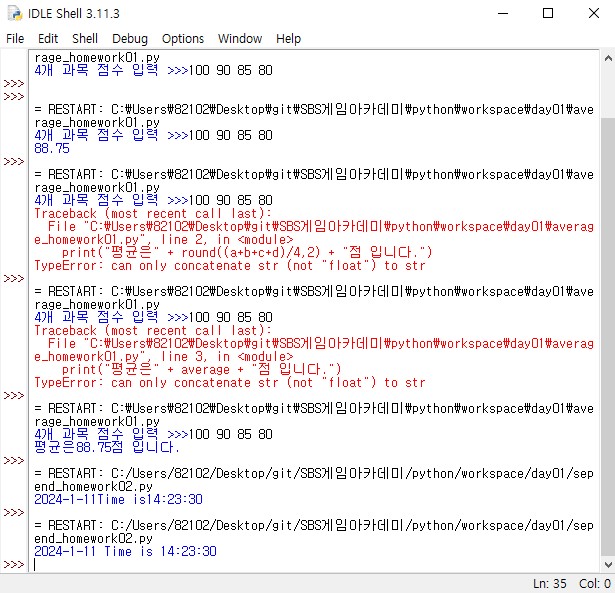 IDLE Shell 3.11.3
File Edit Shell Debug Options Window Help
rage_homework01.py
4개 과목 점수 입력 >>>100 90 85 80
>>>
>>>
= RESTART: C:₩Users₩82102₩Desktop₩git₩SBS게임아카데미₩python₩workspace₩day01₩ave
rage_homework01.py
4개 과목 점수 입력 >>>100 90 85 80
88.75
>>>
= RESTART: C:₩Users₩82102₩Desktop₩git₩SBS게임아카데미₩python₩workspace₩day01₩ave
rage_homework01.py
4개 과목 점수 입력 >>>100 90 85 80
Traceback (most recent call last):
File "C:₩Users₩82102₩Desktop₩git₩SBS게임아카데미₩python₩workspace₩day01₩averag
e_homework01.py", line 2, in <module>
print("평균은" + round((a+b+c+d)/4,2) + "점 입니다.")
TypeError: can only concatenate str (not "float") to str
>>>
= RESTART: C:₩Users₩82102₩Desktop₩git₩SBS게임아카데미₩python₩workspace₩day01₩ave
rage_homework01.py
4개 과목 점수 입력 >>>100 90 85 80
Traceback (most recent call last):
File "C:₩Users₩82102₩Desktop₩git₩SBS게임아카데미₩python₩workspace₩day01₩averag
e_homework01.py", line 3, in <module>
print("평균은" + average + "점 입니다.")
TypeError: can only concatenate str (not "float") to str
>>>
= RESTART: C:₩Users₩82102₩Desktop₩git₩SBS게임아카데미₩python₩workspace₩day01₩ave
rage_homework01.py
4개 과목 점수 입력 >>>100 90 85 80
평균은88.75점 입니다.
>>>
= RESTART: C:/Users/82102/Desktop/git/SBS게임아카데미/python/workspace/day01/sep
end_homework02.py
2024-1-11Time is14:23:30
>>>
= RESTART: C:/Users/82102/Desktop/git/SBS게임아카데미/python/workspace/day01/sep
end_homework02.py
2024-1-11 Time is 14:23:30
>>>
Ln: 35 Col: 0